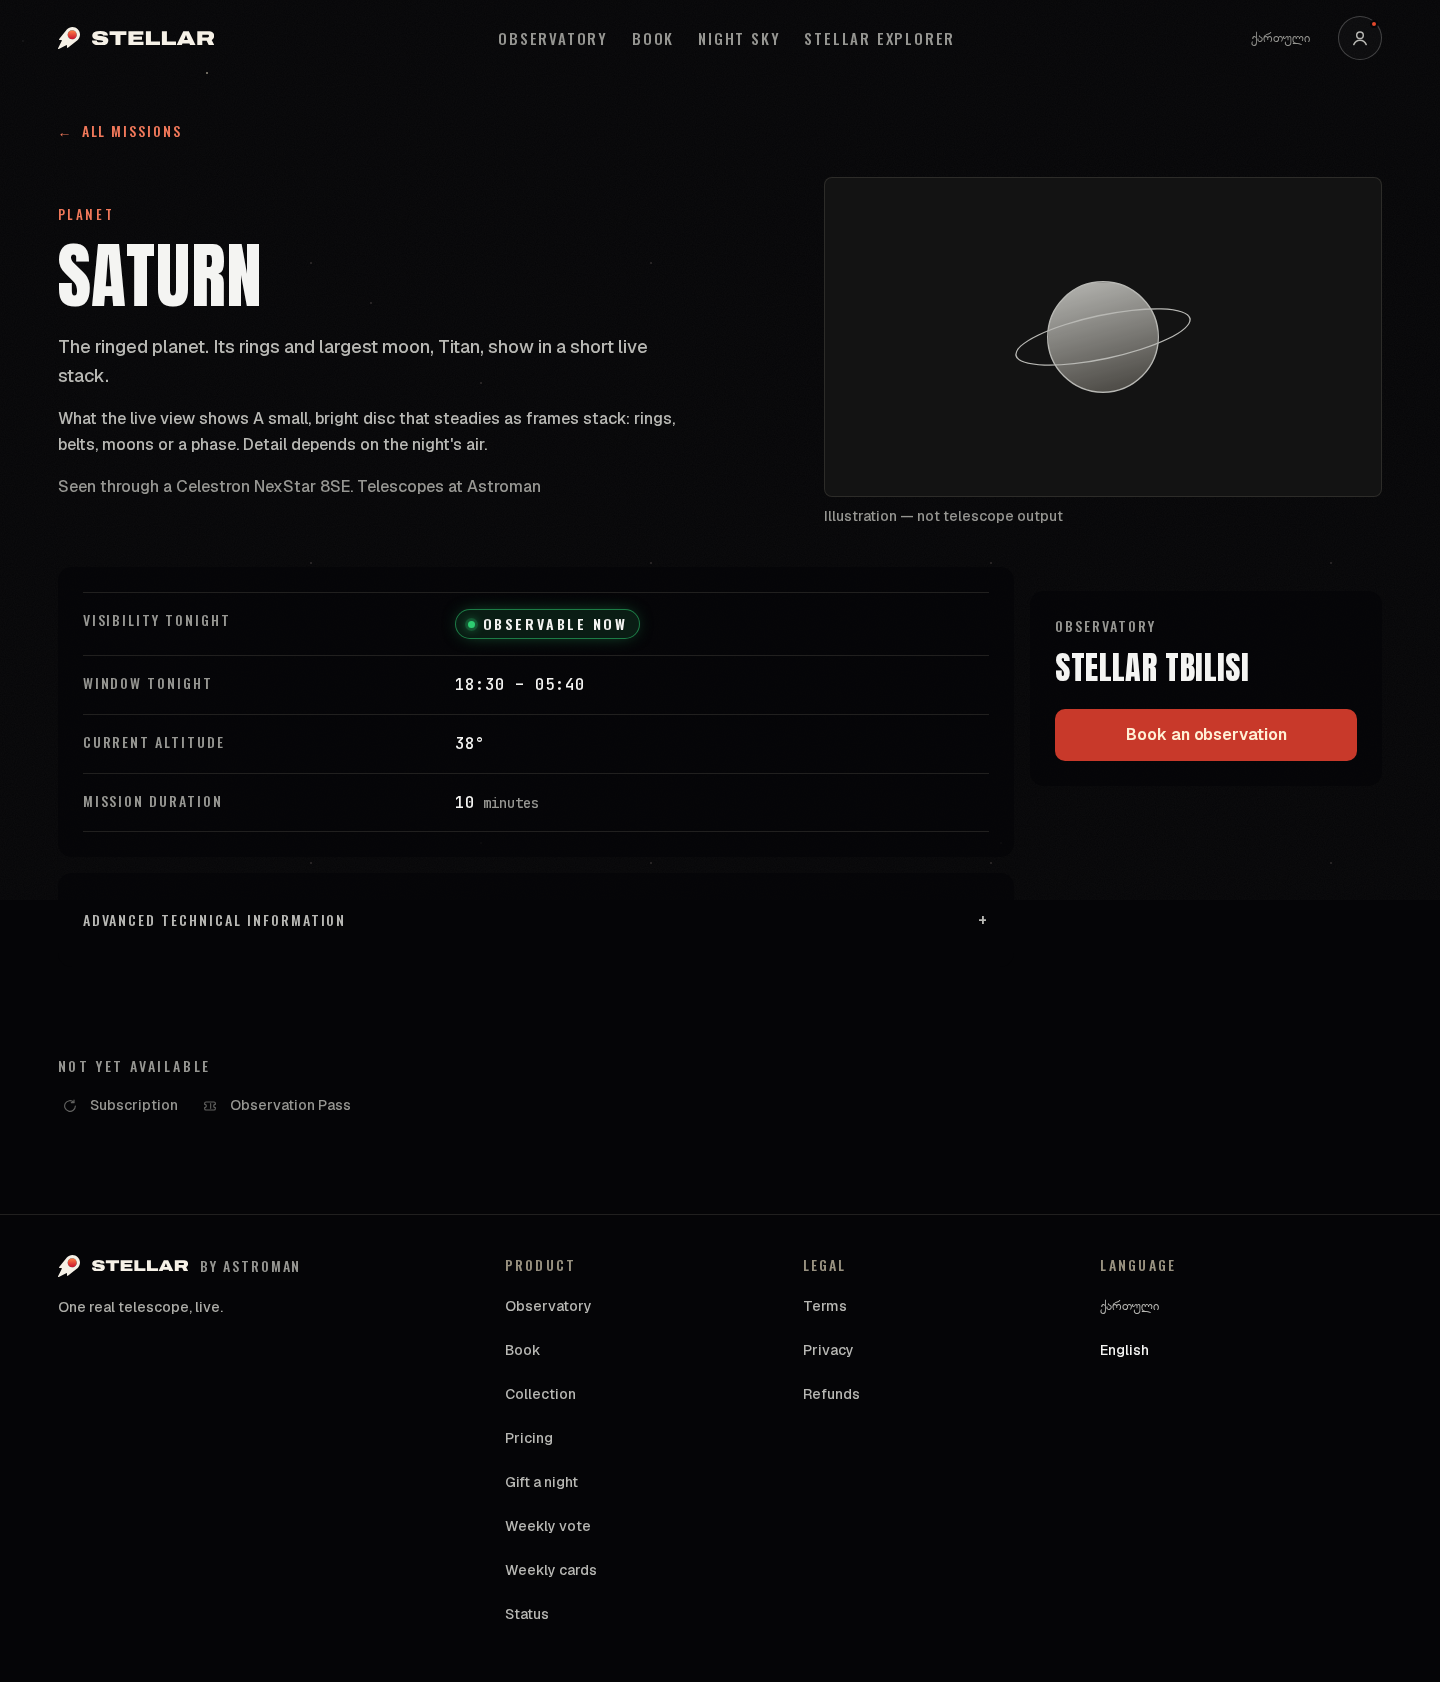 STELLAR
OBSERVATORY BOOK NIGHT SKY STELLAR EXPLORER
ქართული
← ALL MISSIONS
PLANET
SATURN
The ringed planet. Its rings and largest moon, Titan, show in a short live
stack.
What the live view shows A small, bright disc that steadies as frames stack: rings,
belts, moons or a phase. Detail depends on the night's air.
Seen through a Celestron NexStar 8SE. Telescopes at Astroman
Illustration — not telescope output
VISIBILITY TONIGHT OBSERVABLE NOW
WINDOW TONIGHT 18:30 – 05:40
CURRENT ALTITUDE 38°
MISSION DURATION 10 minutes
OBSERVATORY
STELLAR TBILISI
Book an observation
ADVANCED TECHNICAL INFORMATION +
NOT YET AVAILABLE
Subscription Observation Pass
STELLAR BY ASTROMAN
One real telescope, live.
PRODUCT
Observatory
Book
Collection
Pricing
Gift a night
Weekly vote
Weekly cards
Status
LEGAL
Terms
Privacy
Refunds
LANGUAGE
ქართული
English